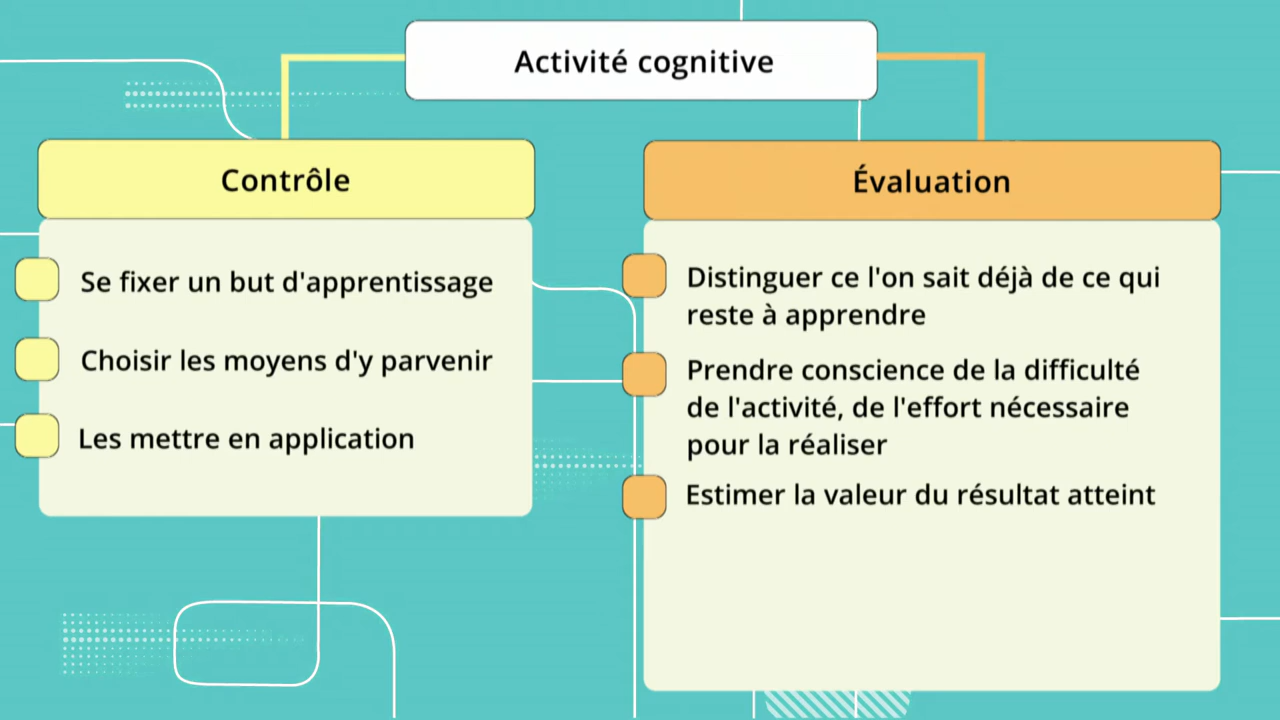 Activité cognitive
Contrôle
Se fixer un but d'apprentissage
Choisir les moyens d'y parvenir
Les mettre en application
Évaluation
Distinguer ce l'on sait déjà de ce qui
reste à apprendre
Prendre conscience de la difficulté
de l'activité, de l'effort nécessaire
pour la réaliser
Estimer la valeur du résultat atteint